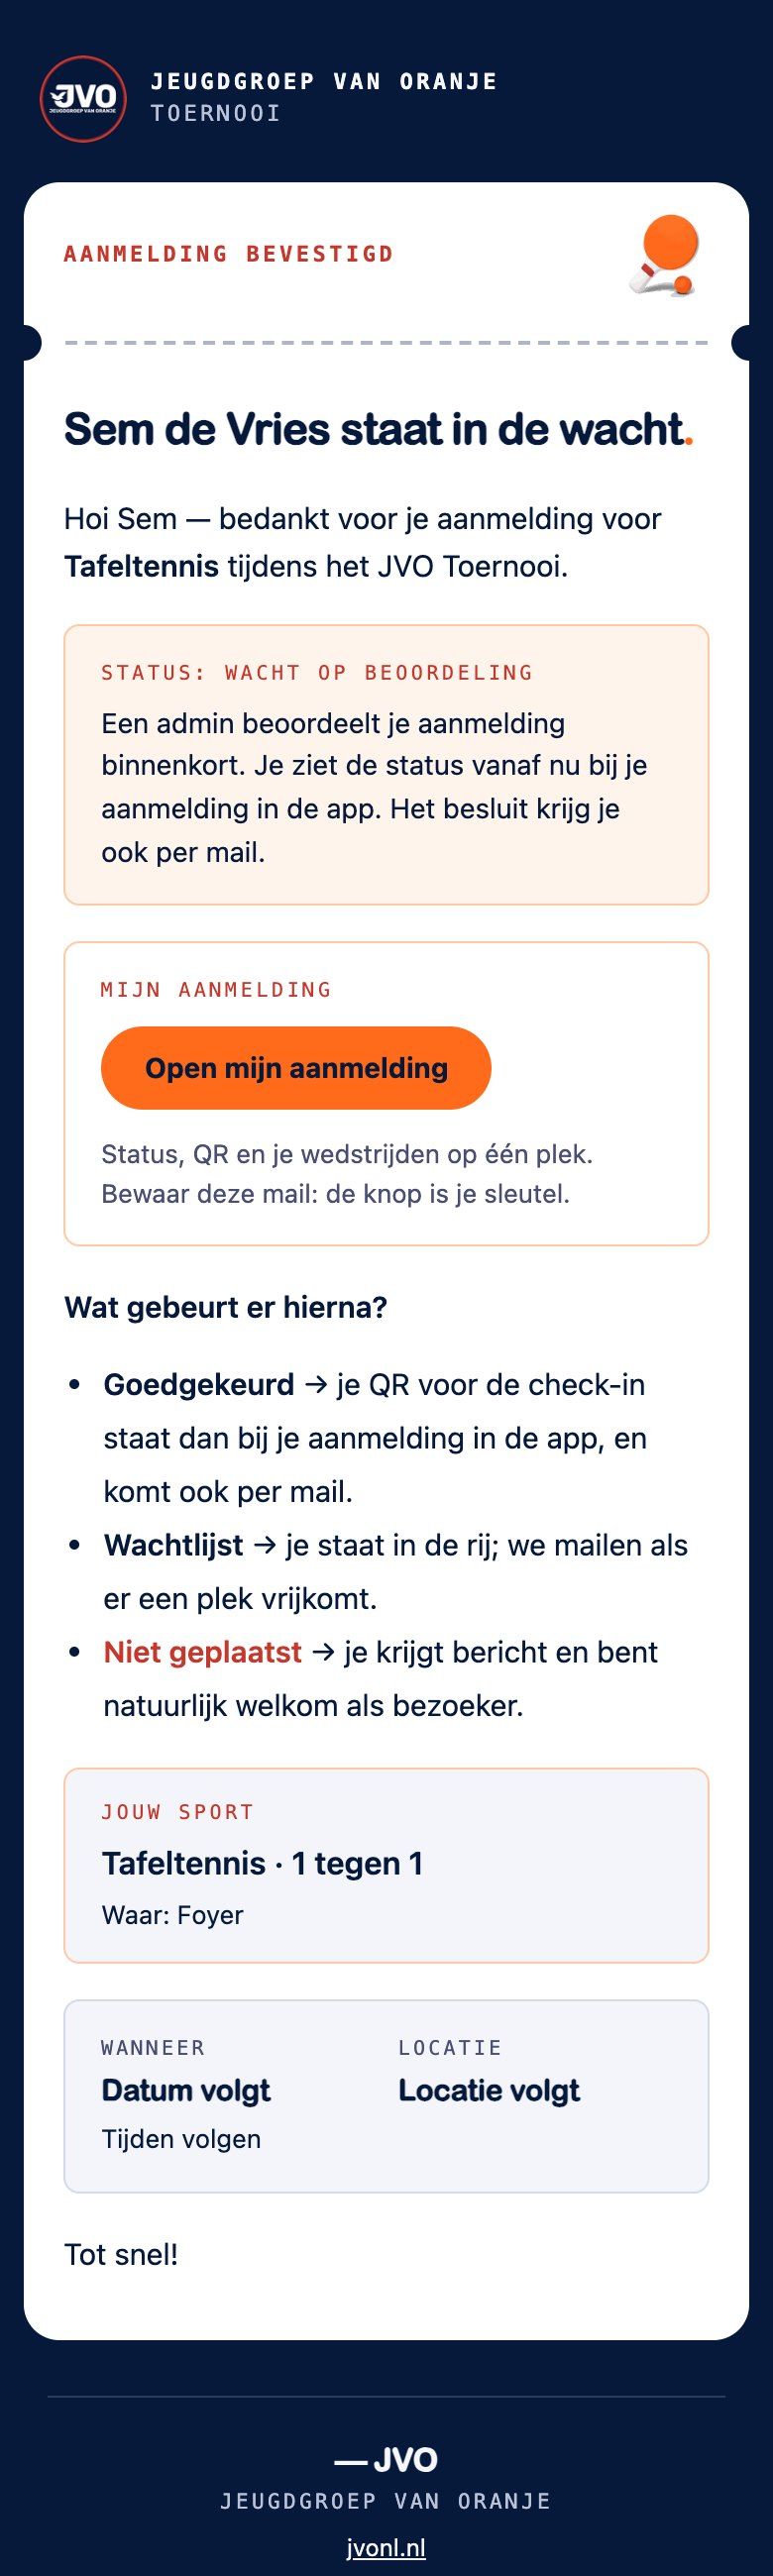 JVO
JEUGDGROEP VAN ORANJE
JEUGDGROEP VAN ORANJE
TOERNOOI
AANMELDING BEVESTIGD
Sem de Vries staat in de wacht.
Hoi Sem — bedankt voor je aanmelding voor
Tafeltennis tijdens het JVO Toernooi.
STATUS: WACHT OP BEOORDELING
Een admin beoordeelt je aanmelding
binnenkort. Je ziet de status vanaf nu bij je
aanmelding in de app. Het besluit krijg je
ook per mail.
MIJN AANMELDING
Open mijn aanmelding
Status, QR en je wedstrijden op één plek.
Bewaar deze mail: de knop is je sleutel.
Wat gebeurt er hierna?
• Goedgekeurd → je QR voor de check-in
staat dan bij je aanmelding in de app, en
komt ook per mail.
• Wachtlijst → je staat in de rij; we mailen als
er een plek vrijkomt.
• Niet geplaatst → je krijgt bericht en bent
natuurlijk welkom als bezoeker.
JOUW SPORT
Tafeltennis · 1 tegen 1
Waar: Foyer
WANNEER
Datum volgt
Tijden volgen
LOCATIE
Locatie volgt
Tot snel!
— JVO
JEUGDGROEP VAN ORANJE
jvonl.nl